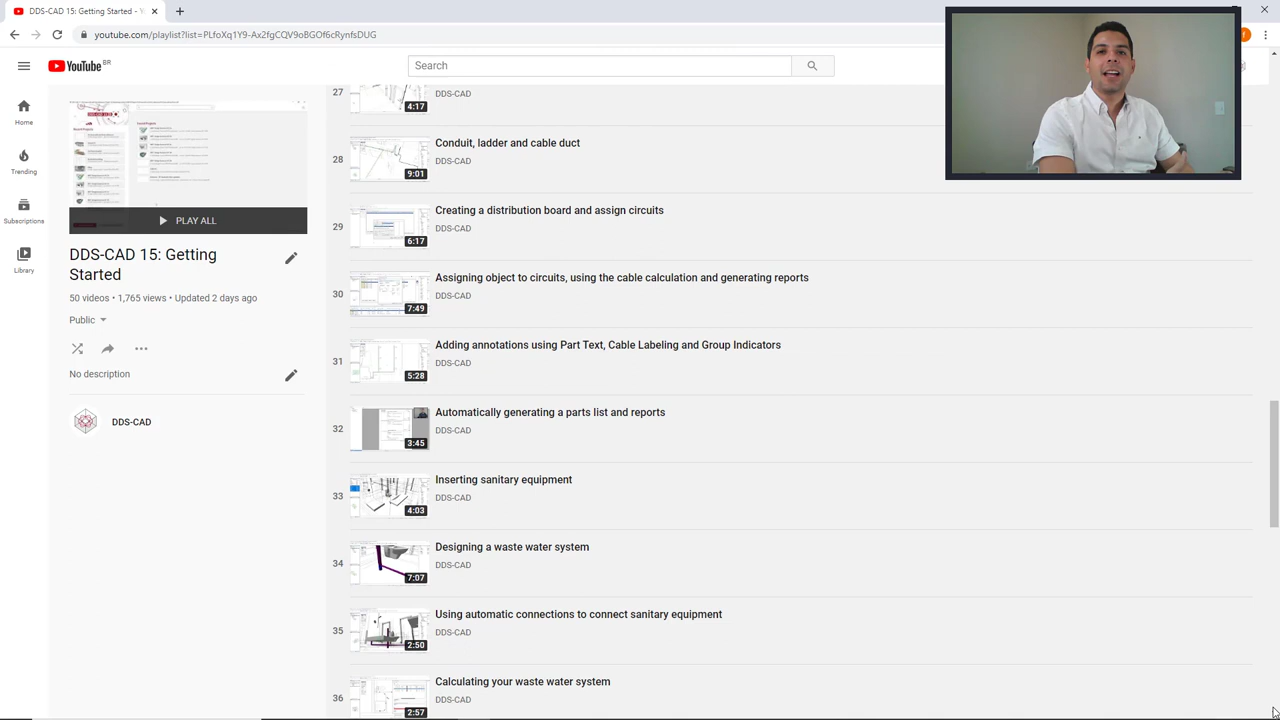 DDS-CAD 15: Getting Started - Yo
youtube.com/playlist?list=PLfoXq1Y9-Ax2fgCQV9oBGOf6cRynfsDUG
YouTube BR
Search
Home
Trending
Subscriptions
Library
PLAY ALL
DDS-CAD 15: Getting
Started
50 videos • 1,765 views • Updated 2 days ago
Public
No description
DDS-CAD
27
4:17
DDS-CAD
28
9:01
Conduit, ladder and cable duct
DDS-CAD
29
6:17
Creating a distribution board and assign circuits
DDS-CAD
30
7:49
Assigning object to circuits, using the external calculation and generating reports
DDS-CAD
31
5:28
Adding annotations using Part Text, Cable Labeling and Group Indicators
DDS-CAD
32
3:45
Automatically generating a parts list and reports
DDS-CAD
33
4:03
Inserting sanitary equipment
DDS-CAD
34
7:07
Designing a waste water system
DDS-CAD
35
2:50
Using automatic connections to connect sanitary equipment
DDS-CAD
36
2:57
Calculating your waste water system
DDS-CAD